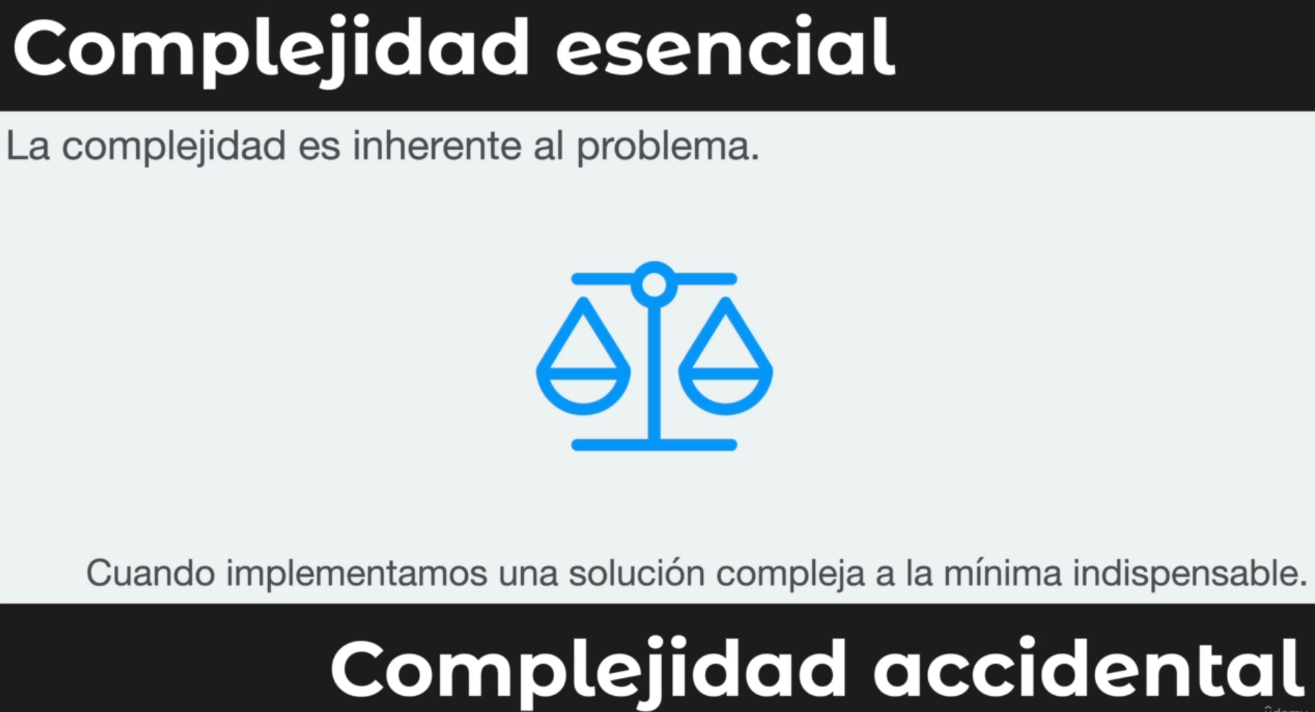 Complejidad esencial
La complejidad es inherente al problema.
Cuando implementamos una solución compleja a la mínima indispensable.
Complejidad accidental